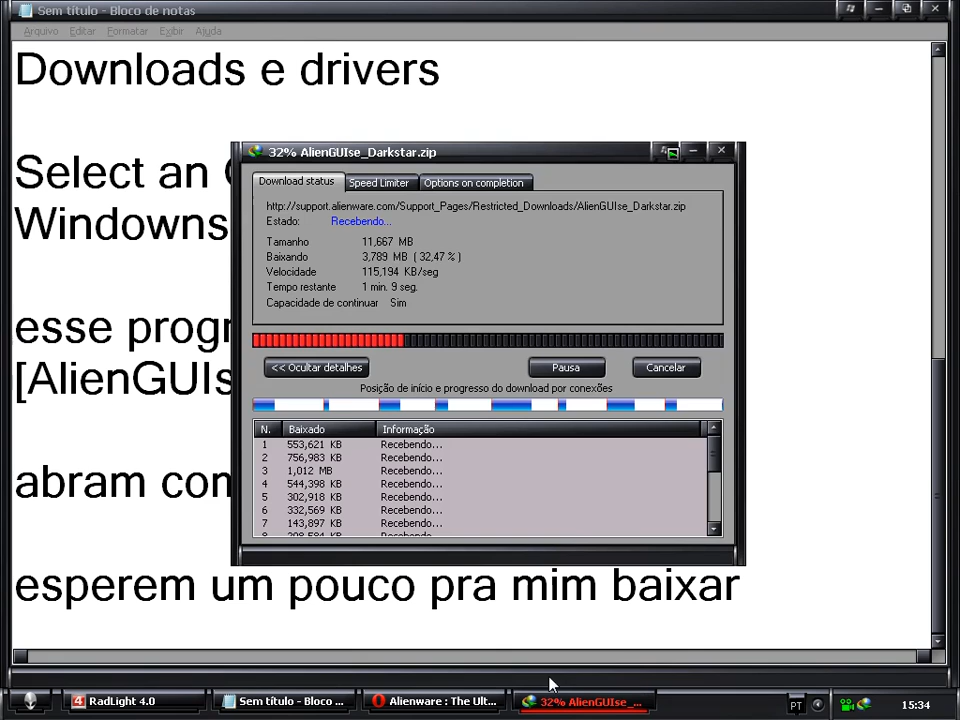 Sem título - Bloco de notas
Arquivo Editar Formatar Exibir Ajuda
Downloads e drivers
Select an
Windowns
esse progr
[AlienGUIs
abram com
esperem um pouco pra mim baixar
32% AlienGUIse_Darkstar.zip
Download status Speed Limiter Options on completion
http://support.alienware.com/Support_Pages/Restricted_Downloads/AlienGUIse_Darkstar.zip
Estado: Recebendo...
Tamanho 11,667 MB
Baixando 3,789 MB ( 32,47 % )
Velocidade 115,194 KB/seg
Tempo restante 1 min. 9 seg.
Capacidade de continuar Sim
<< Ocultar detalhes Pausa Cancelar
Posição de início e progresso do download por conexões
N. Baixado Informação
1 553,621 KB Recebendo...
2 756,983 KB Recebendo...
3 1,012 MB Recebendo...
4 544,398 KB Recebendo...
5 302,918 KB Recebendo...
6 332,569 KB Recebendo...
7 143,897 KB Recebendo...
RadLight 4.0 Sem título - Bloco ... Alienware : The Ult... 32% AlienGUIse_... PT 15:34